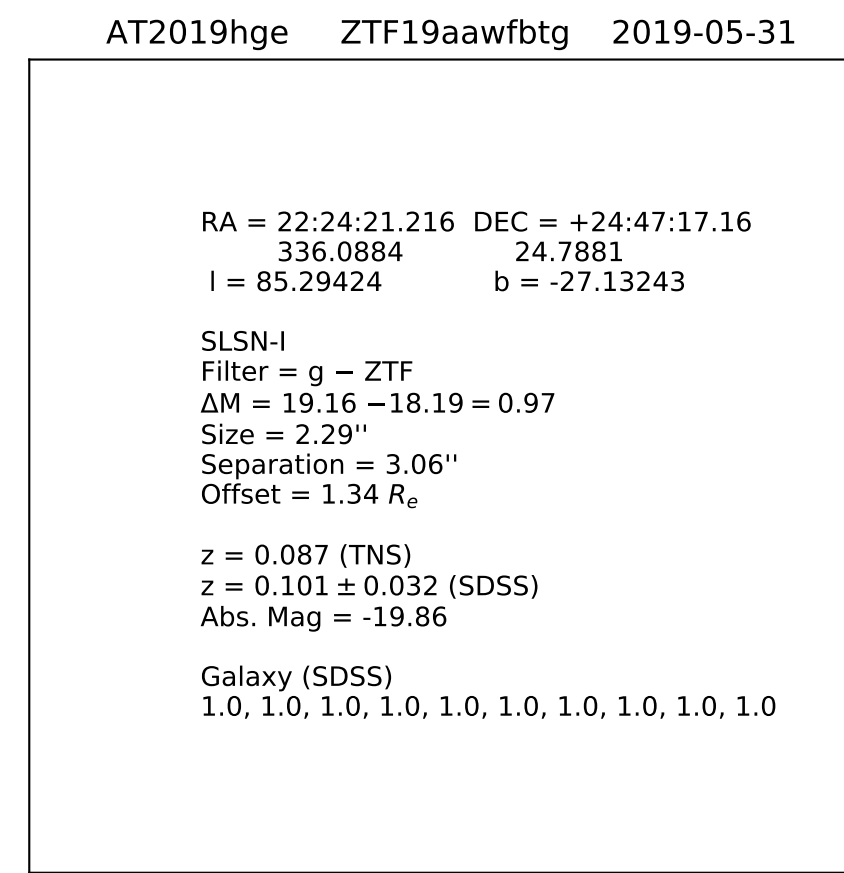 AT2019hge ZTF19aawfbtg 2019-05-31
RA = 22:24:21.216 DEC = +24:47:17.16
336.0884 24.7881
l = 85.29424 b = -27.13243
SLSN-I
Filter = g − ZTF
ΔM = 19.16 −18.19 = 0.97
Size = 2.29''
Separation = 3.06''
Offset = 1.34 Rₑ
z = 0.087 (TNS)
z = 0.101 ± 0.032 (SDSS)
Abs. Mag = -19.86
Galaxy (SDSS)
1.0, 1.0, 1.0, 1.0, 1.0, 1.0, 1.0, 1.0, 1.0, 1.0